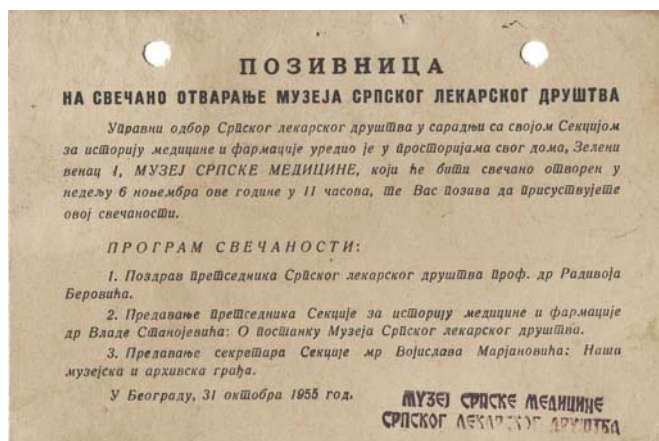 ПОЗИВНИЦА
НА СВЕЧАНО ОТВАРАЊЕ МУЗЕЈА СРПСКОГ ЛЕКАРСКОГ ДРУШТВА
Управни одбор Српског лекарског друштва у сарадњи са својом Секцијом
за историју медицине и фармације уредио је у просторијама свог дома, Зелени
венац 1, МУЗЕЈ СРПСКЕ МЕДИЦИНЕ, који ће бити свечано отворен у
недељу 6 новембра ове године у 11 часова, те Вас позива да присуствујете
овој свечаности.
ПРОГРАМ СВЕЧАНОСТИ:
1. Поздрав претседника Српског лекарског друштва проф. др Радивоја
Беровића.
2. Предавање претседника Секције за историју медицине и фармације
др Владе Станојевића: О постанку Музеја Српског лекарског друштва.
3. Предавање секретара Секције мр Војислава Марјановића: Наша
музејска и архивска грађа.
У Београду, 31 октобра 1955 год.
МУЗЕЈ СРПСКЕ МЕДИЦИНЕ
СРПСКОГ ЛЕКАРСКОГ ДРУШТВА